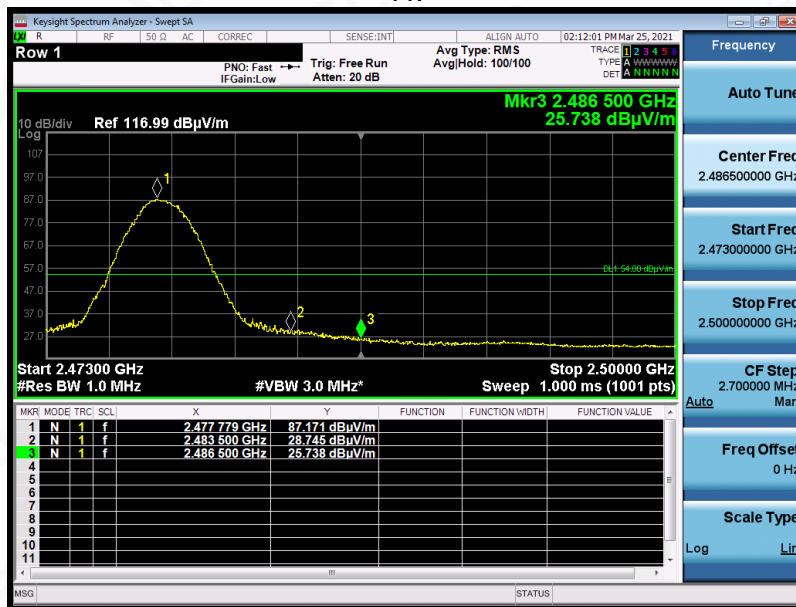 Keysight Spectrum Analyzer - Swept SA
LXI R RF 50 Ω AC CORREC SENSE:INT ALIGN AUTO 02:12:01 PM Mar 25, 2021
Row 1
PNO: Fast
IFGain:Low
Trig: Free Run
Atten: 20 dB
Avg Type: RMS
Avg|Hold: 100/100
TRACE 1 2 3 4 5 6
TYPE A WWWWW
DET A N N N N N
Mkr3 2.486 500 GHz
25.738 dBµV/m
10 dB/div Ref 116.99 dBµV/m
Log
107
97.0
87.0
77.0
67.0
57.0
47.0
37.0
27.0
1
2
3
DL1 54.00 dBµV/m
Start 2.47300 GHz Stop 2.50000 GHz
#Res BW 1.0 MHz #VBW 3.0 MHz* Sweep 1.000 ms (1001 pts)
MKR MODE TRC SCL X Y FUNCTION FUNCTION WIDTH FUNCTION VALUE
1 N 1 f 2.477 779 GHz 87.171 dBµV/m
2 N 1 f 2.483 500 GHz 28.745 dBµV/m
3 N 1 f 2.486 500 GHz 25.738 dBµV/m
4
5
6
7
8
9
10
11
MSG STATUS
Frequency
Auto Tune
Center Freq
2.486500000 GHz
Start Freq
2.473000000 GHz
Stop Freq
2.500000000 GHz
CF Step
2.700000 MHz
Auto Man
Freq Offset
0 Hz
Scale Type
Log Lin